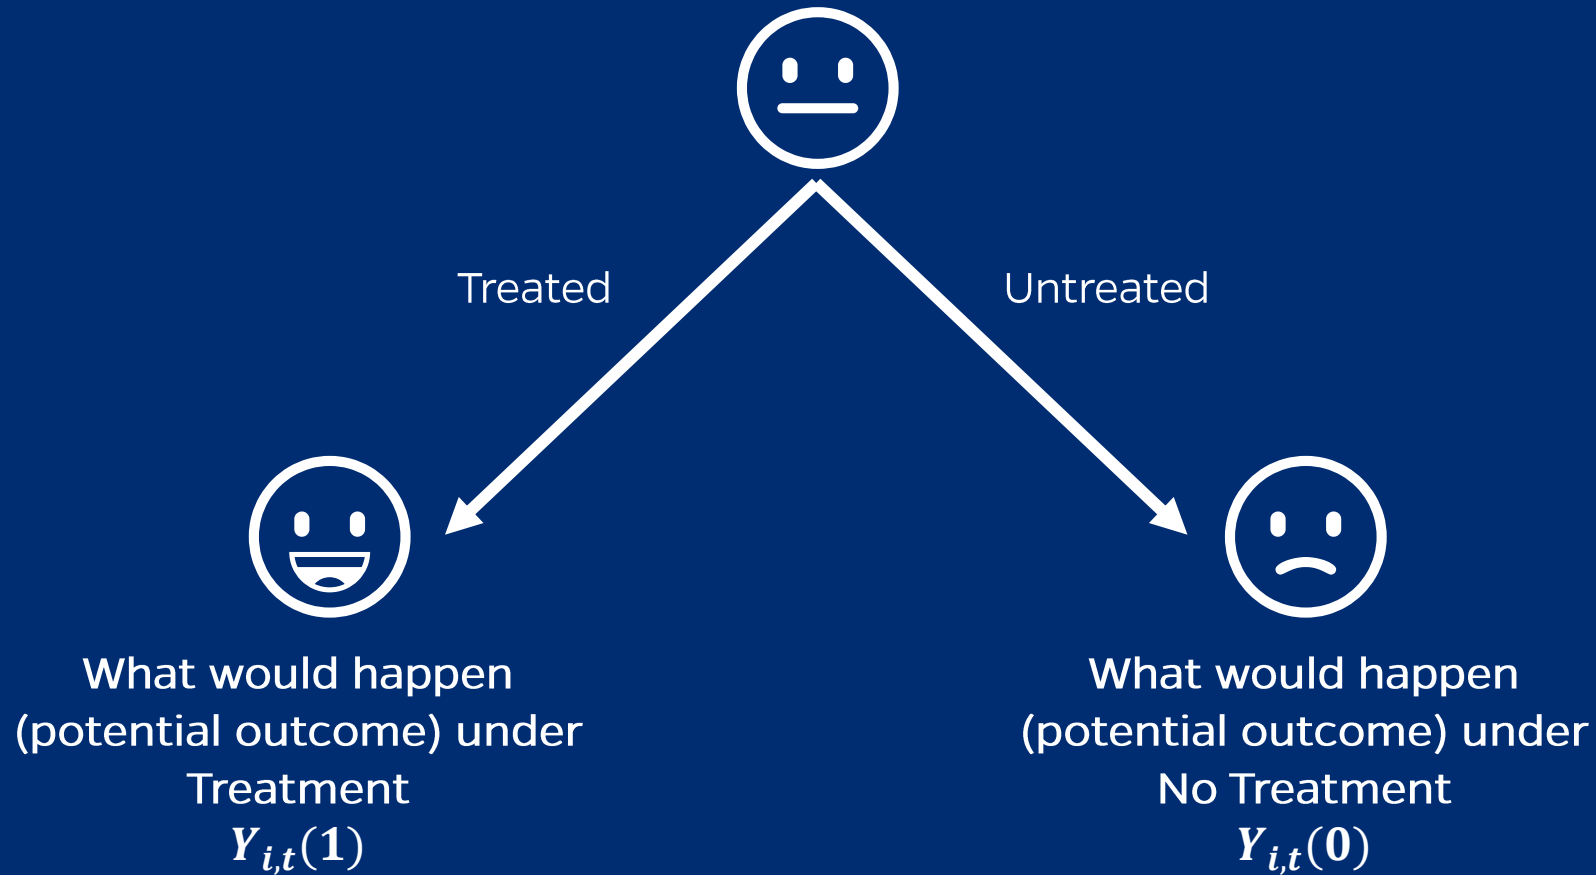 Treated
Untreated
What would happen
(potential outcome) under
Treatment
Y_{i,t}(1)
What would happen
(potential outcome) under
No Treatment
Y_{i,t}(0)